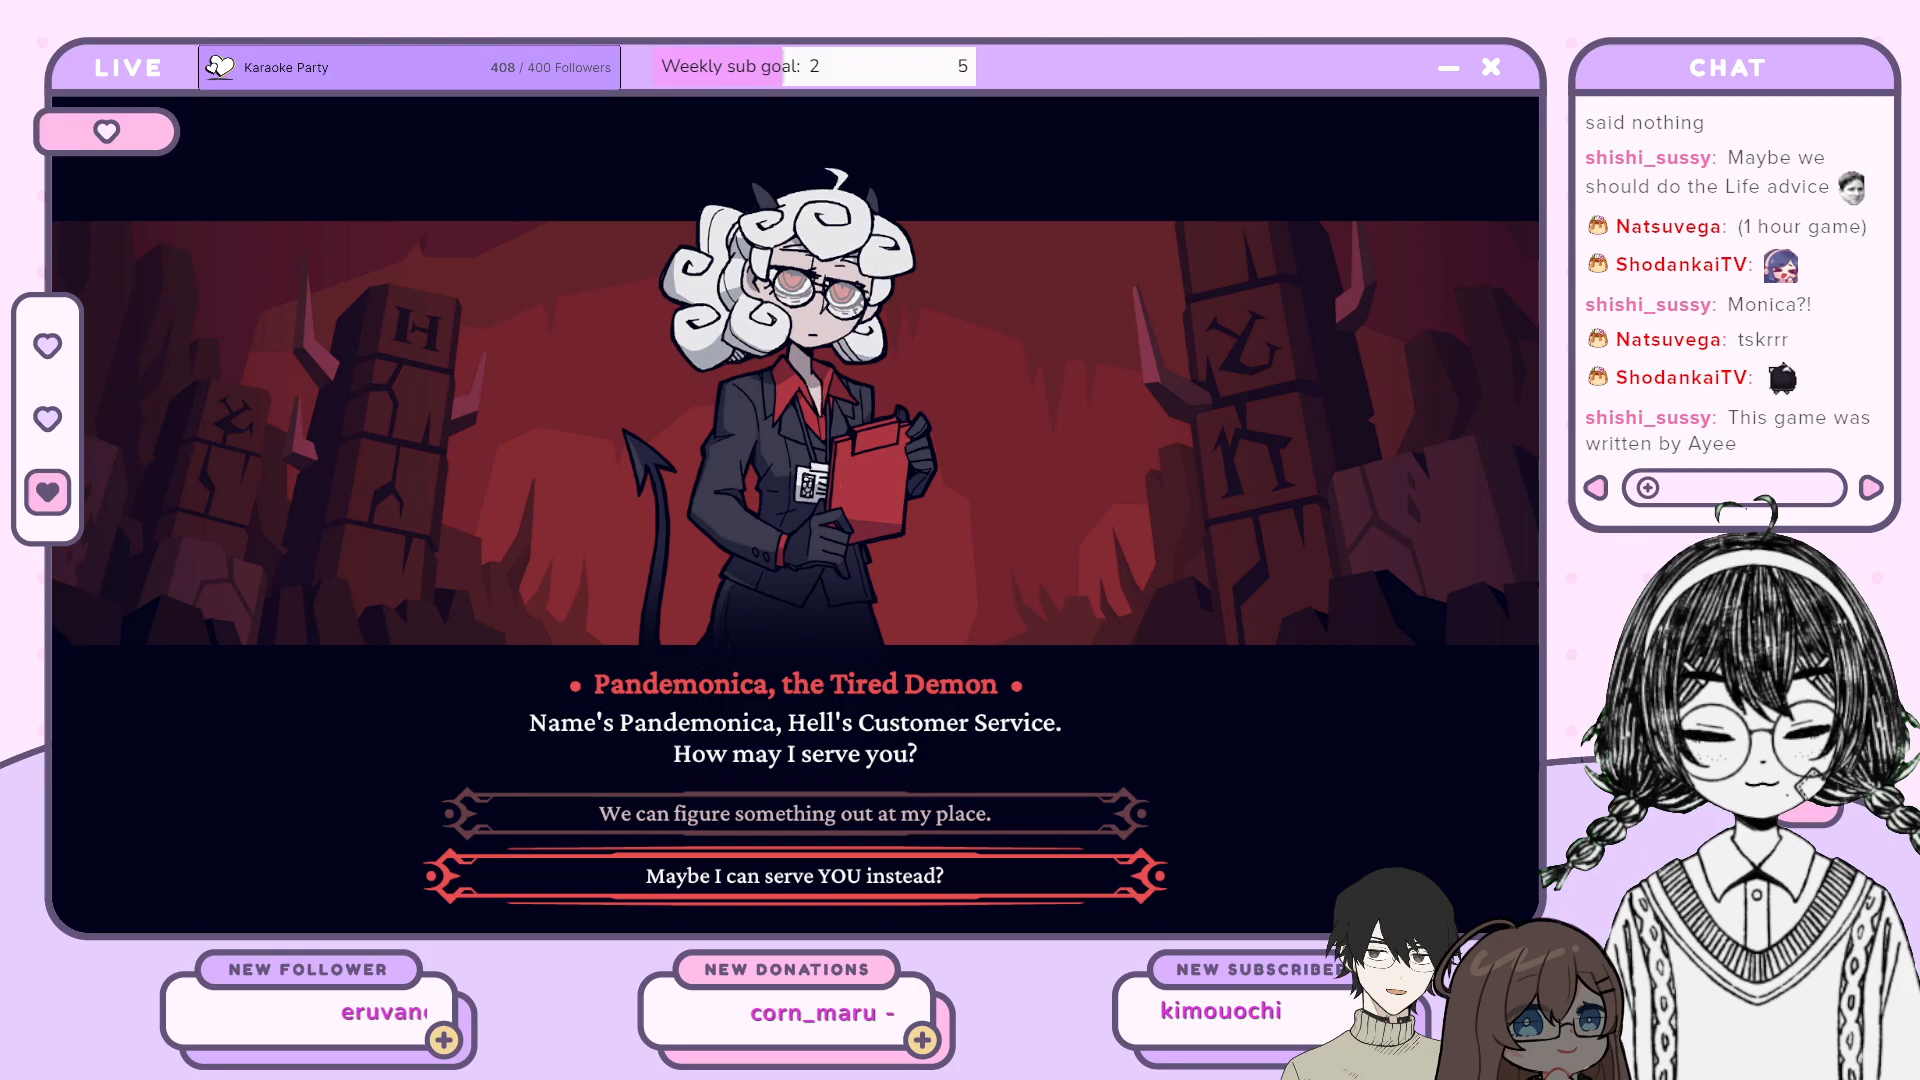 LIVE
Karaoke Party
408 / 400 Followers
Weekly sub goal: 2
5
CHAT
said nothing
shishi_sussy: Maybe we
should do the Life advice
Natsuvega: (1 hour game)
ShodankaiTV:
shishi_sussy: Monica?!
Natsuvega: tskrrr
ShodankaiTV:
shishi_sussy: This game was
written by Ayee
• Pandemonica, the Tired Demon •
Name's Pandemonica, Hell's Customer Service.
How may I serve you?
We can figure something out at my place.
Maybe I can serve YOU instead?
NEW FOLLOWER
NEW DONATIONS
NEW SUBSCRIBER
corn_maru -
kimouochi